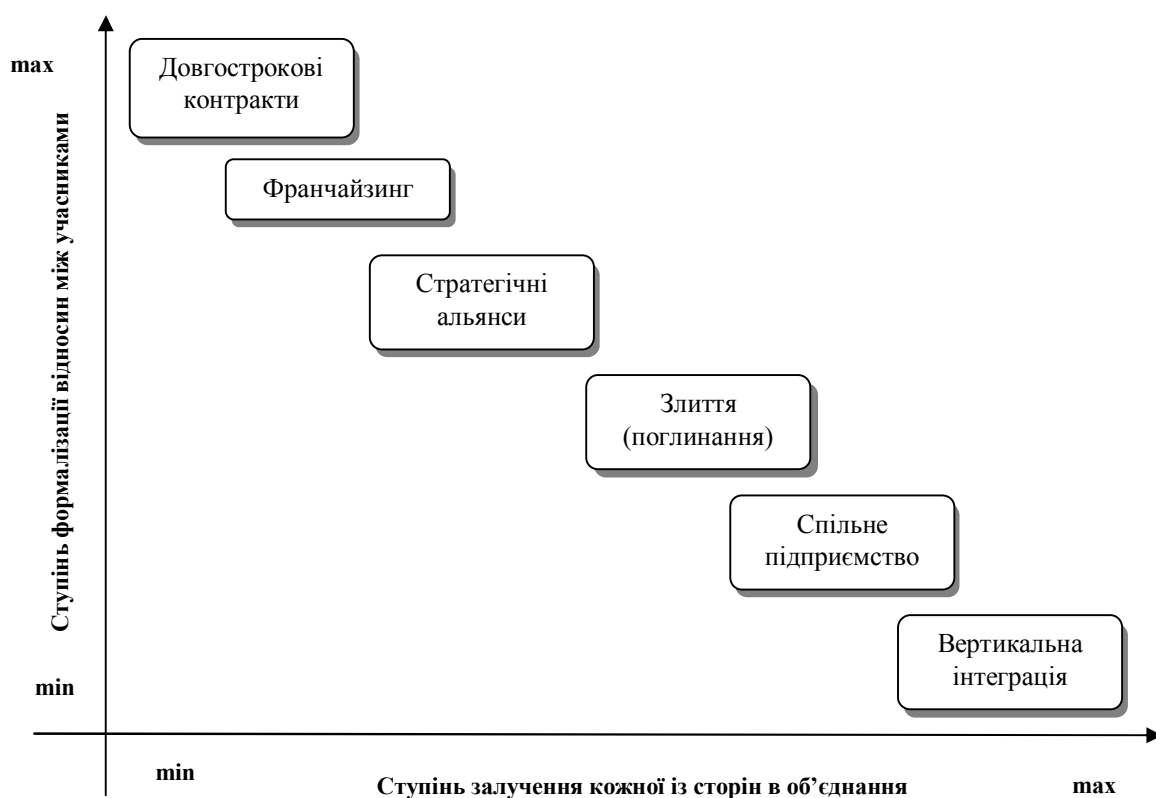 max
Довгострокові
контракти
Франчайзинг
Стратегічні
альянси
Злиття
(поглинання)
Спільне
підприємство
Вертикальна
інтеграція
Ступінь формалізації відносин між учасниками
min
min
Ступінь залучення кожної із сторін в об’єднання
max